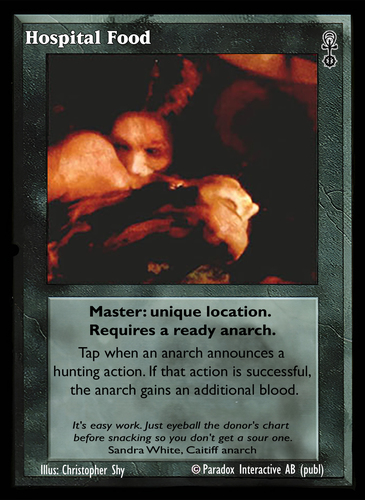 Hospital Food
Master: unique location.
Requires a ready anarch.
Tap when an anarch announces a
hunting action. If that action is successful,
the anarch gains an additional blood.
It's easy work. Just eyeball the donor's chart
before snacking so you don't get a sour one.
Sandra White, Caitiff anarch
Illus: Christopher Shy
© Paradox Interactive AB (publ)